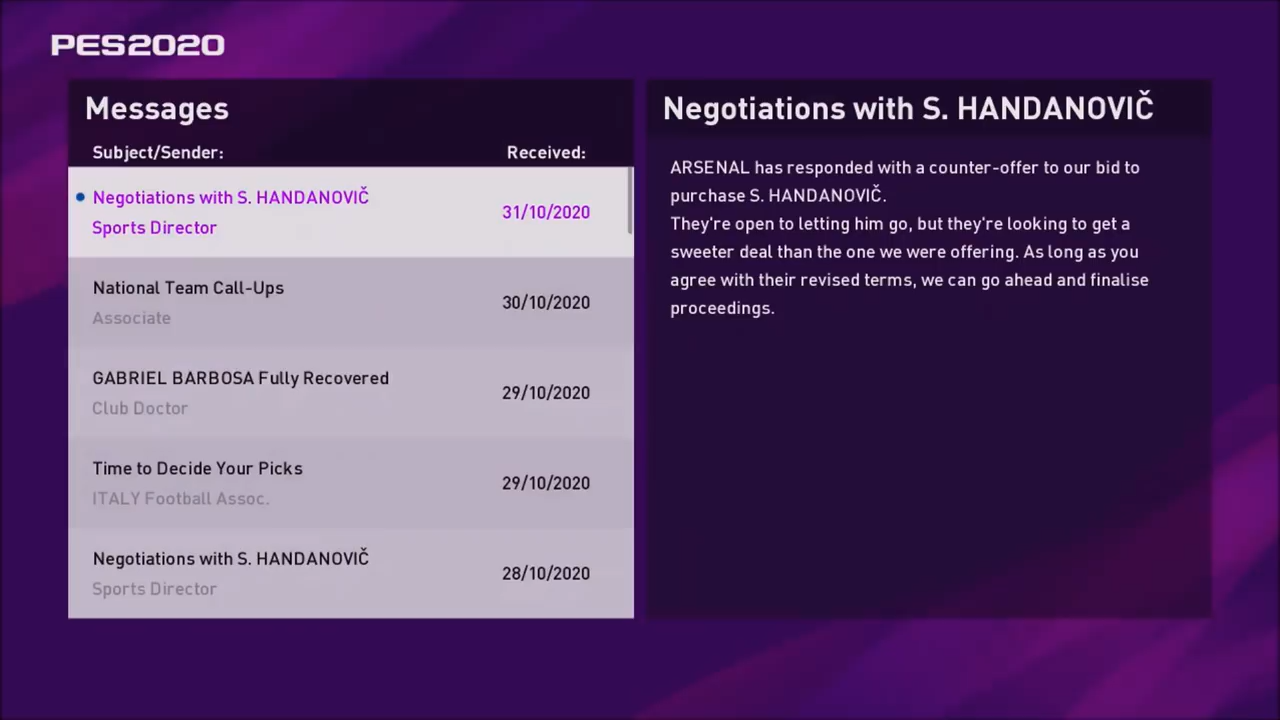 PES2020
Messages
Subject/Sender:
Received:
Negotiations with S. HANDANOVIČ
Sports Director
31/10/2020
National Team Call-Ups
Associate
30/10/2020
GABRIEL BARBOSA Fully Recovered
Club Doctor
29/10/2020
Time to Decide Your Picks
ITALY Football Assoc.
29/10/2020
Negotiations with S. HANDANOVIČ
Sports Director
28/10/2020
Negotiations with S. HANDANOVIČ
ARSENAL has responded with a counter-offer to our bid to
purchase S. HANDANOVIČ.
They're open to letting him go, but they're looking to get a
sweeter deal than the one we were offering. As long as you
agree with their revised terms, we can go ahead and finalise
proceedings.